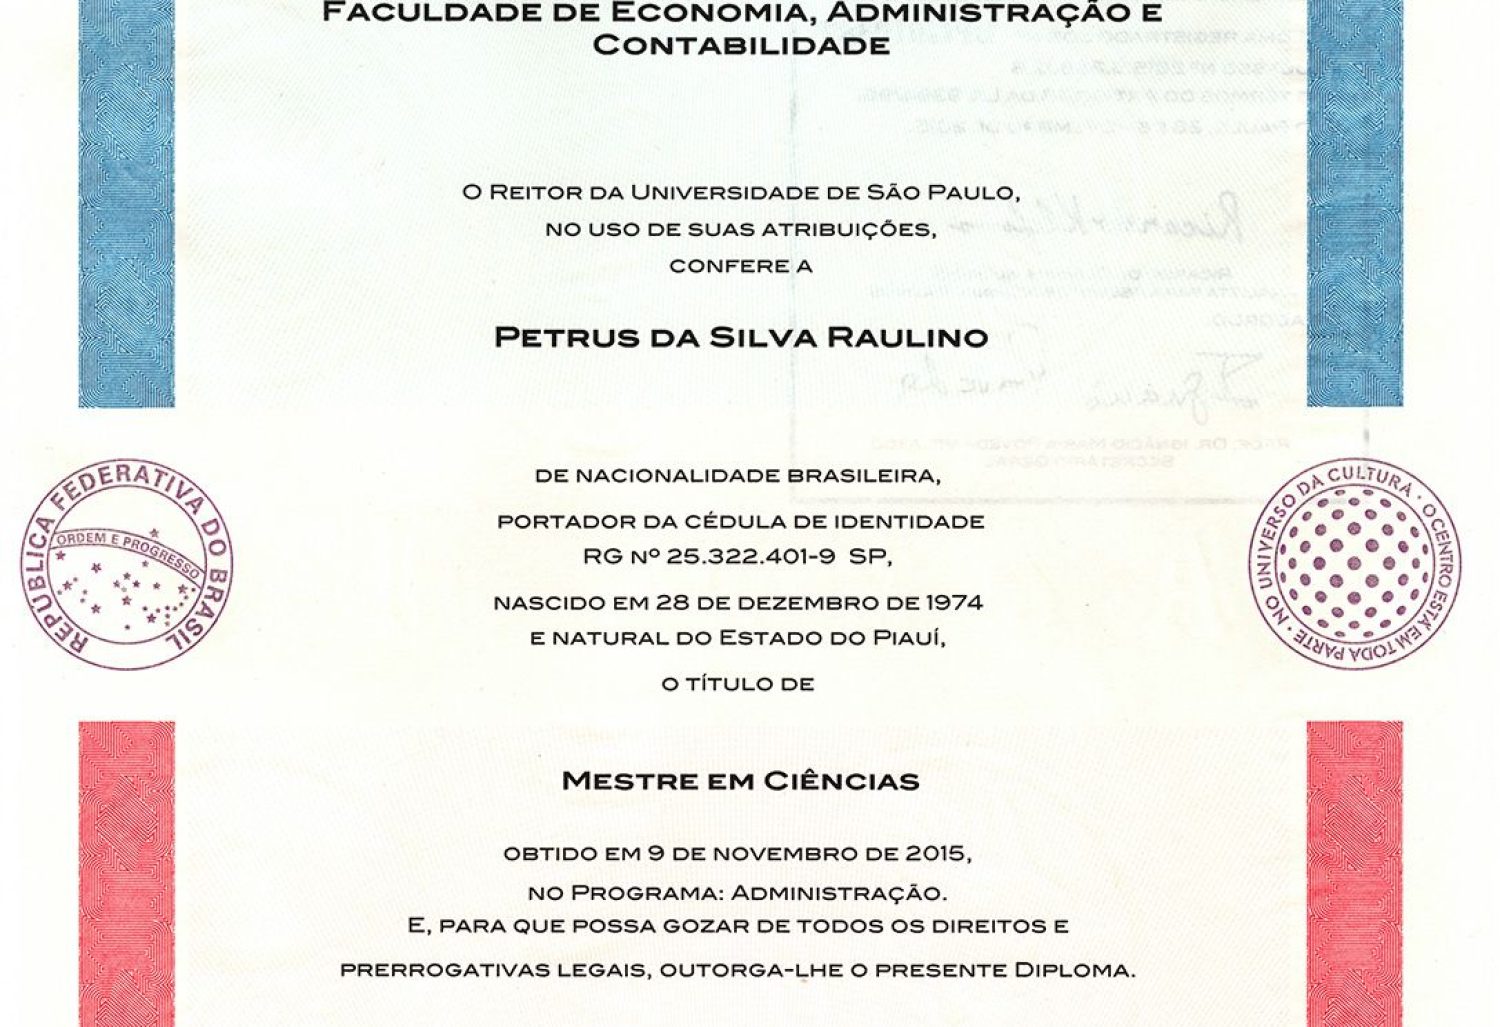 FACULDADE DE ECONOMIA, ADMINISTRAÇÃO E
CONTABILIDADE
O REITOR DA UNIVERSIDADE DE SÃO PAULO,
NO USO DE SUAS ATRIBUIÇÕES,
CONFERE A
PETRUS DA SILVA RAULINO
DE NACIONALIDADE BRASILEIRA,
PORTADOR DA CÉDULA DE IDENTIDADE
RG Nº 25.322.401-9 SP,
NASCIDO EM 28 DE DEZEMBRO DE 1974
E NATURAL DO ESTADO DO PIAUÍ,
O TÍTULO DE
REPÚBLICA FEDERATIVA DO BRASIL
ORDEM E PROGRESSO
NO UNIVERSO DA CULTURA · O CENTRO ESTÁ EM TODA PARTE ·
MESTRE EM CIÊNCIAS
OBTIDO EM 9 DE NOVEMBRO DE 2015,
NO PROGRAMA: ADMINISTRAÇÃO.
E, PARA QUE POSSA GOZAR DE TODOS OS DIREITOS E
PRERROGATIVAS LEGAIS, OUTORGA-LHE O PRESENTE DIPLOMA.